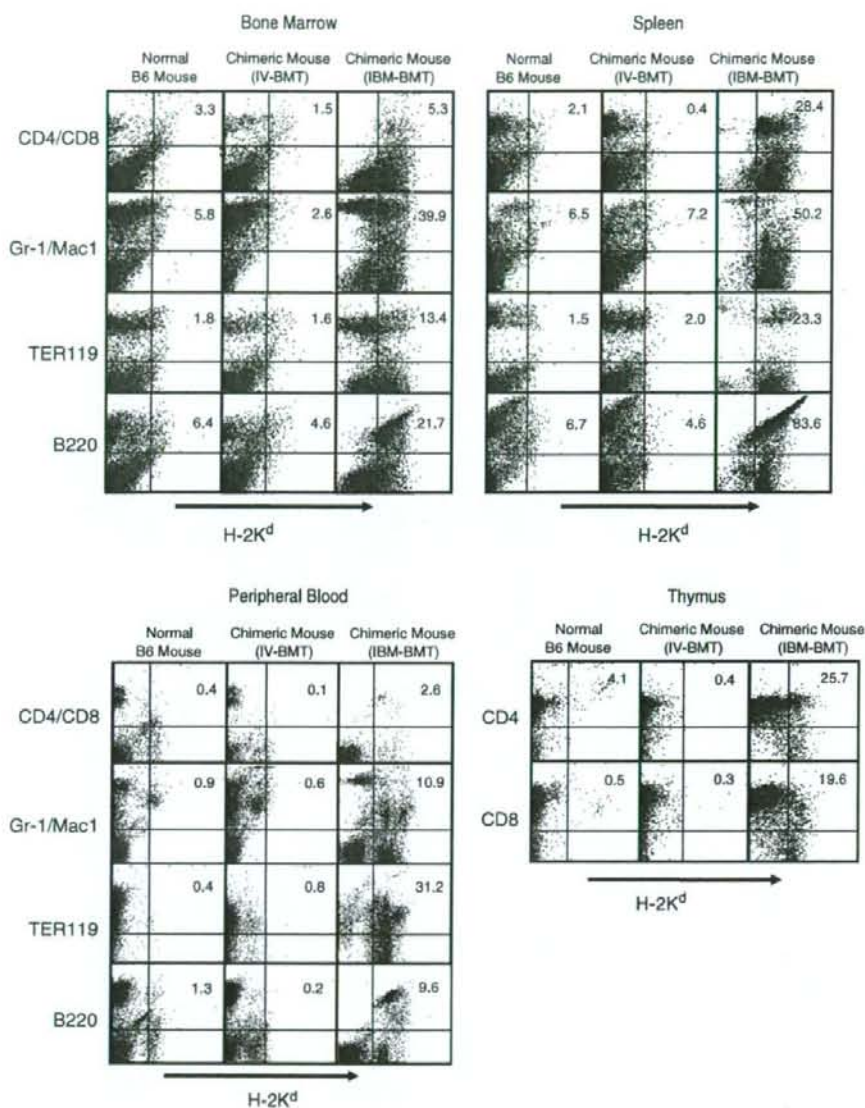 Bone Marrow
Normal B6 Mouse
Chimeric Mouse (IV-BMT)
Chimeric Mouse (IBM-BMT)
CD4/CD8 3.3 1.5 5.3
Gr-1/Mac1 5.8 2.6 39.9
TER119 1.8 1.6 13.4
B220 6.4 4.6 21.7
H-2Kᵈ
Spleen
Normal B6 Mouse
Chimeric Mouse (IV-BMT)
Chimeric Mouse (IBM-BMT)
2.1 0.4 28.4
6.5 7.2 50.2
1.5 2.0 23.3
6.7 4.6 83.6
H-2Kᵈ
Peripheral Blood
Normal B6 Mouse
Chimeric Mouse (IV-BMT)
Chimeric Mouse (IBM-BMT)
CD4/CD8 0.4 0.1 2.6
Gr-1/Mac1 0.9 0.6 10.9
TER119 0.4 0.8 31.2
B220 1.3 0.2 9.6
H-2Kᵈ
Thymus
Normal B6 Mouse
Chimeric Mouse (IV-BMT)
Chimeric Mouse (IBM-BMT)
CD4 4.1 0.4 25.7
CD8 0.5 0.3 19.6
H-2Kᵈ